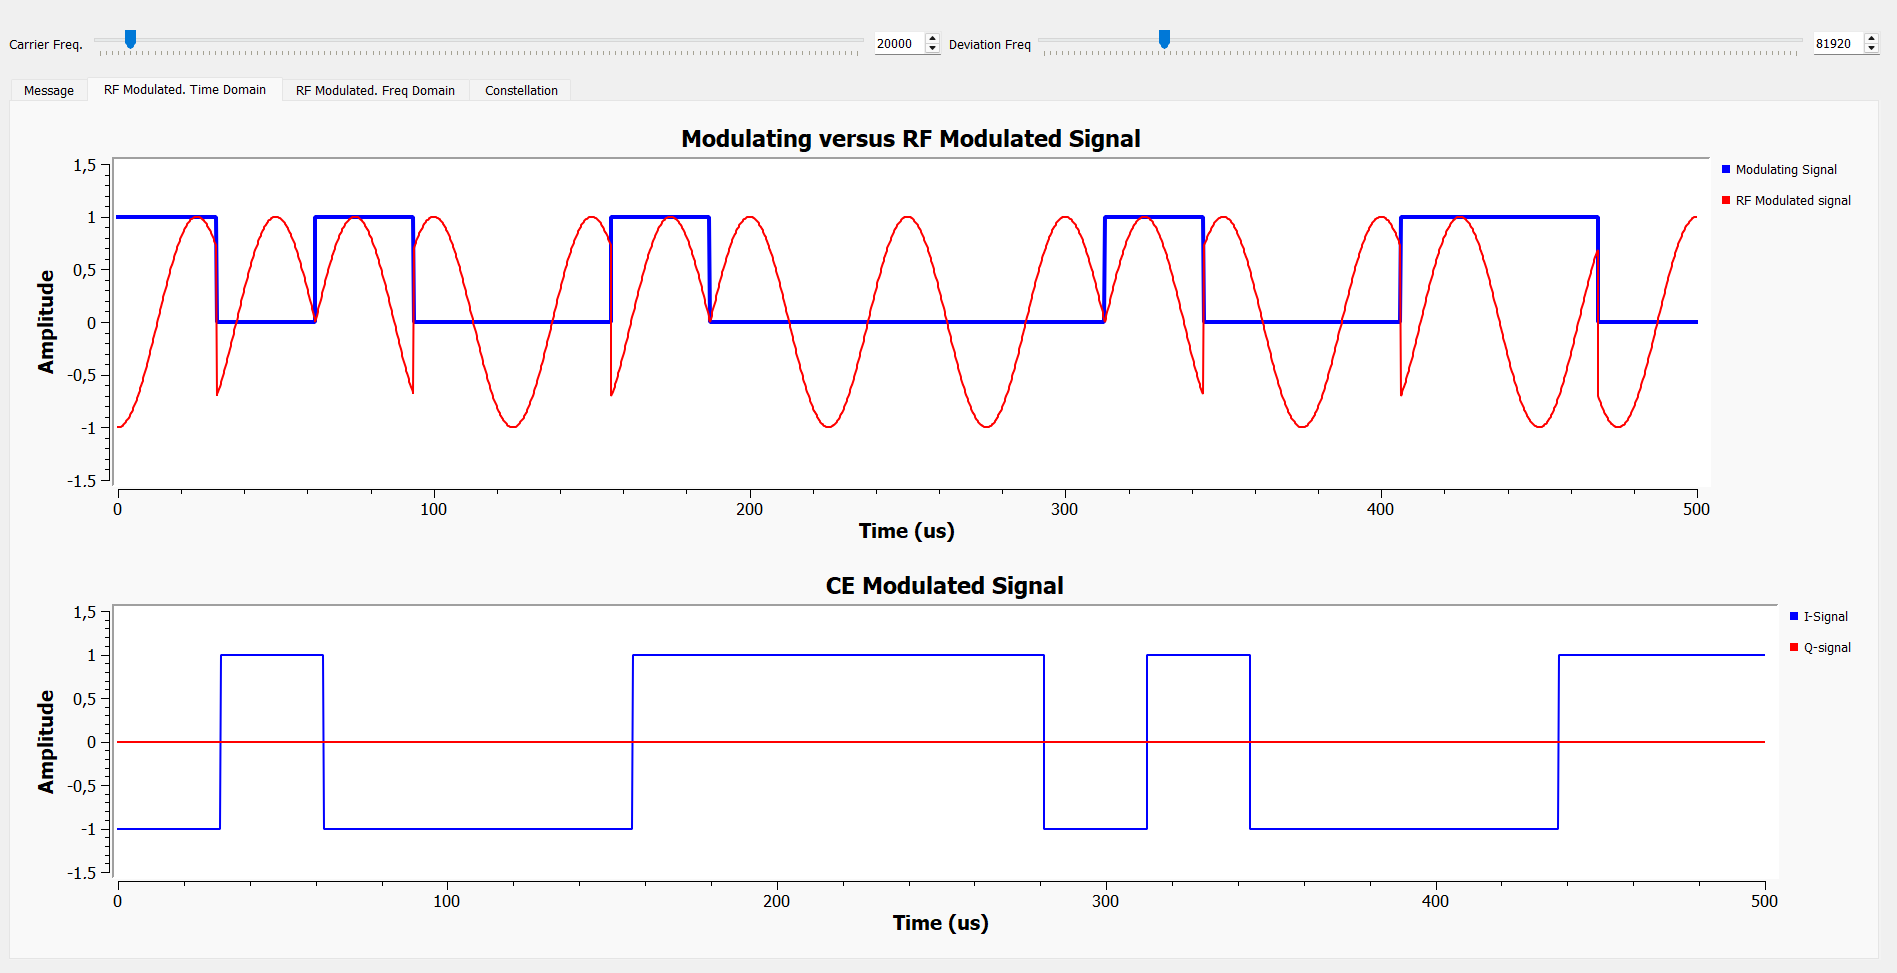 Carrier Freq. 20000 Deviation Freq 81920
Message RF Modulated. Time Domain RF Modulated. Freq Domain Constellation
Modulating versus RF Modulated Signal
1,5
1
0,5
0
-0,5
-1
-1.5
Amplitude
0 100 200 300 400 500
Time (us)
Modulating Signal
RF Modulated signal
CE Modulated Signal
1,5
1
0,5
0
-0,5
-1
-1.5
Amplitude
0 100 200 300 400 500
Time (us)
I-Signal
Q-signal